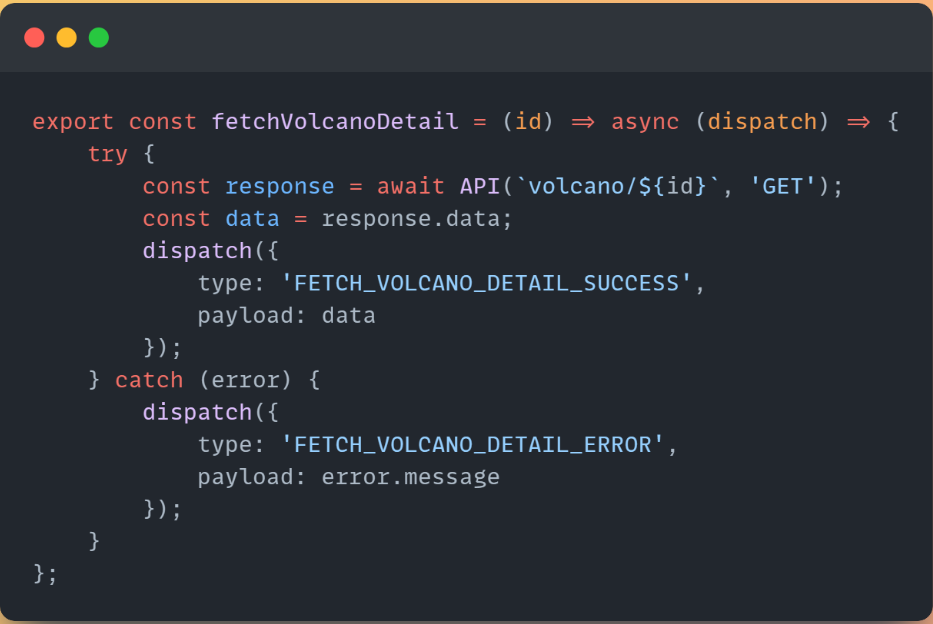 export const fetchVolcanoDetail = (id) => async (dispatch) => {
    try {
        const response = await API(`volcano/${id}`, 'GET');
        const data = response.data;
        dispatch({
            type: 'FETCH_VOLCANO_DETAIL_SUCCESS',
            payload: data
        });
    } catch (error) {
        dispatch({
            type: 'FETCH_VOLCANO_DETAIL_ERROR',
            payload: error.message
        });
    }
};